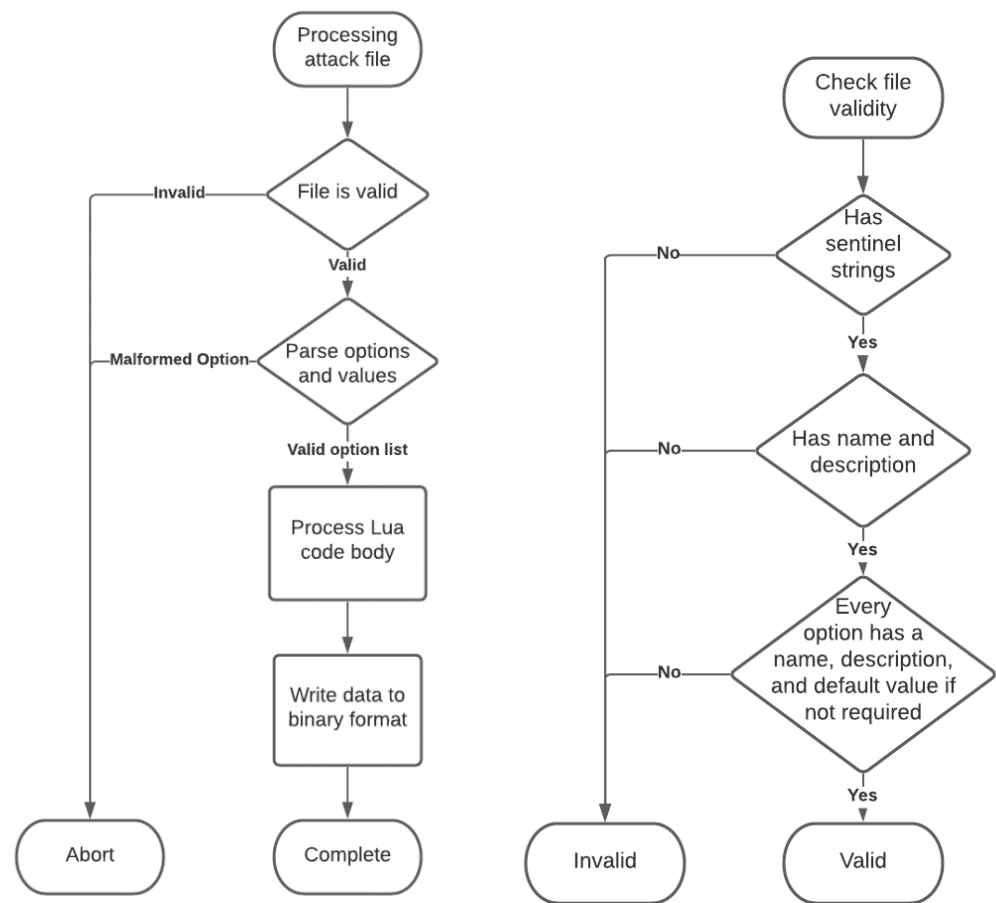 Processing
attack file
File is valid
Invalid
Valid
Parse options
and values
Malformed Option
Valid option list
Process Lua
code body
Write data to
binary format
Abort
Complete
Check file
validity
Has
sentinel
strings
No
Yes
Has name and
description
No
Yes
Every
option has a
name, description,
and default value if
not required
No
Yes
Invalid
Valid